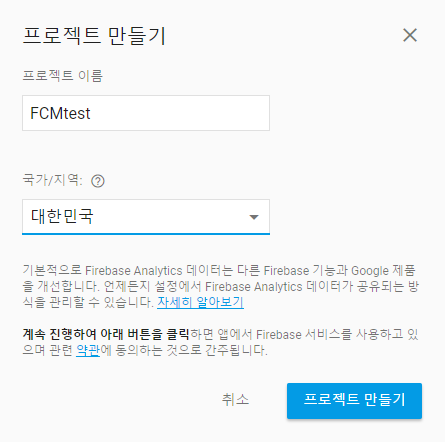 프로젝트 만들기
프로젝트 이름
FCMtest
국가/지역:
대한민국
기본적으로 Firebase Analytics 데이터는 다른 Firebase 기능과 Google 제품
을 개선합니다. 언제든지 설정에서 Firebase Analytics 데이터가 공유되는 방
식을 관리할 수 있습니다. 자세히 알아보기
계속 진행하여 아래 버튼을 클릭하면 앱에서 Firebase 서비스를 사용하고 있
으며 관련 약관에 동의하는 것으로 간주됩니다.
취소
프로젝트 만들기